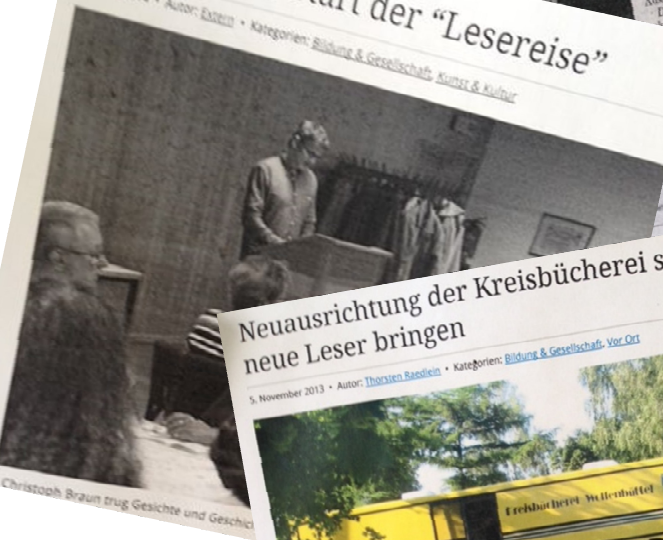 der “Lesereise”
Autor: Extern • Kategorien: Bildung & Gesellschaft, Kunst & Kultur
Christoph Braun trug Gesichte und
Neuausrichtung der Kreisbücherei s
neue Leser bringen
5. November 2013 • Autor: Thorsten Raedlein • Kategorien: Bildung & Gesellschaft, Vor Ort
Kreisbücherei Wolfenbüttel